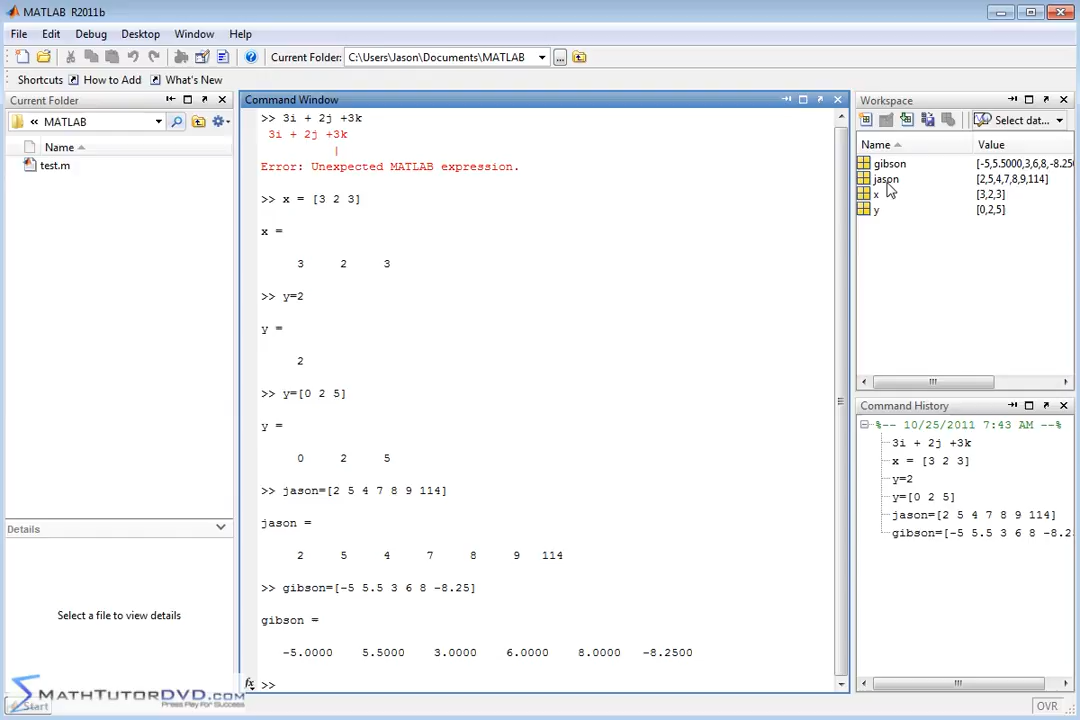 MATLAB R2011b
File Edit Debug Desktop Window Help
Current Folder: C:\Users\Jason\Documents\MATLAB ...
Shortcuts How to Add What's New
Current Folder
« MATLAB
Name
test.m
Details
Select a file to view details
Command Window
>> 3i + 2j +3k
3i + 2j +3k
|
Error: Unexpected MATLAB expression.
>> x = [3 2 3]
x =
3 2 3
>> y=2
y =
2
>> y=[0 2 5]
y =
0 2 5
>> jason=[2 5 4 7 8 9 114]
jason =
2 5 4 7 8 9 114
>> gibson=[-5 5.5 3 6 8 -8.25]
gibson =
-5.0000 5.5000 3.0000 6.0000 8.0000 -8.2500
fx >>
Workspace
Select dat...
Name Value
gibson [-5,5.5000,3,6,8,-8.250
jason [2,5,4,7,8,9,114]
x [3,2,3]
y [0,2,5]
Command History
%-- 10/25/2011 7:43 AM --%
3i + 2j +3k
x = [3 2 3]
y=2
y=[0 2 5]
jason=[2 5 4 7 8 9 114]
gibson=[-5 5.5 3 6 8 -8.2
MATHTUTORDVD.COM
Press Play For Success
Start
OVR